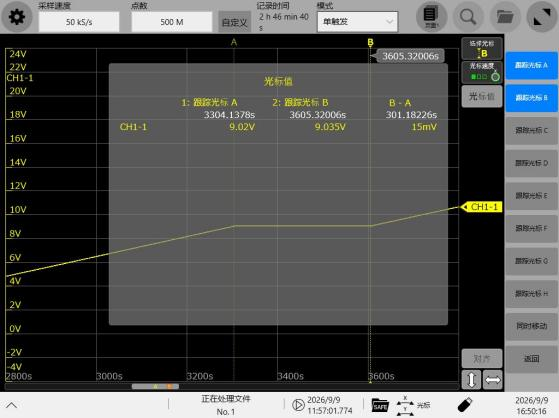 采样速度
点数
记录时间
模式
50 kS/s
500 M
自定义
2 h 46 min 40
s
单触发
A
B
3605.32006s
24V
22V
CH1-1
20V
18V
16V
14V
12V
10V
8V
6V
4V
2V
0V
-2V
-4V
光标值
1: 跟踪光标 A
2: 跟踪光标 B
B - A
3304.1378s
3605.32006s
301.18226s
CH1-1
9.02V
9.035V
15mV
CH1-1
2800s
3000s
3200s
3400s
3600s
选择光标
B
光标速度
光标值
对齐
跟踪光标 A
跟踪光标 B
跟踪光标 C
跟踪光标 D
跟踪光标 E
跟踪光标 F
跟踪光标 G
跟踪光标 H
同时移动
返回
正在处理文件
No. 1
2026/9/9
11:57:01.774
SAFE
X
Y
光标
2026/9/9
16:50:16